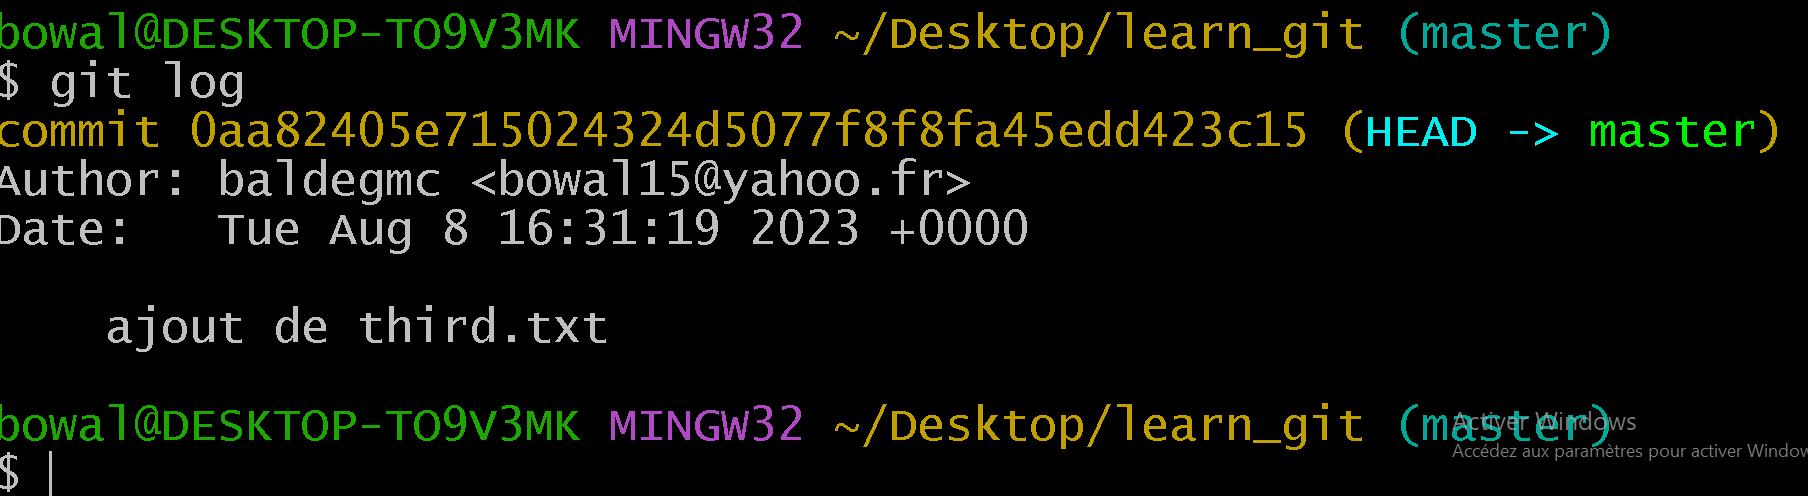 bowal@DESKTOP-TO9V3MK MINGW32 ~/Desktop/learn_git (master)
$ git log
commit 0aa82405e715024324d5077f8f8fa45edd423c15 (HEAD -> master)
Author: baldegmc <bowal15@yahoo.fr>
Date:   Tue Aug 8 16:31:19 2023 +0000

    ajout de third.txt

bowal@DESKTOP-TO9V3MK MINGW32 ~/Desktop/learn_git (master)
Activer Windows
Accédez aux paramètres pour activer Window
$